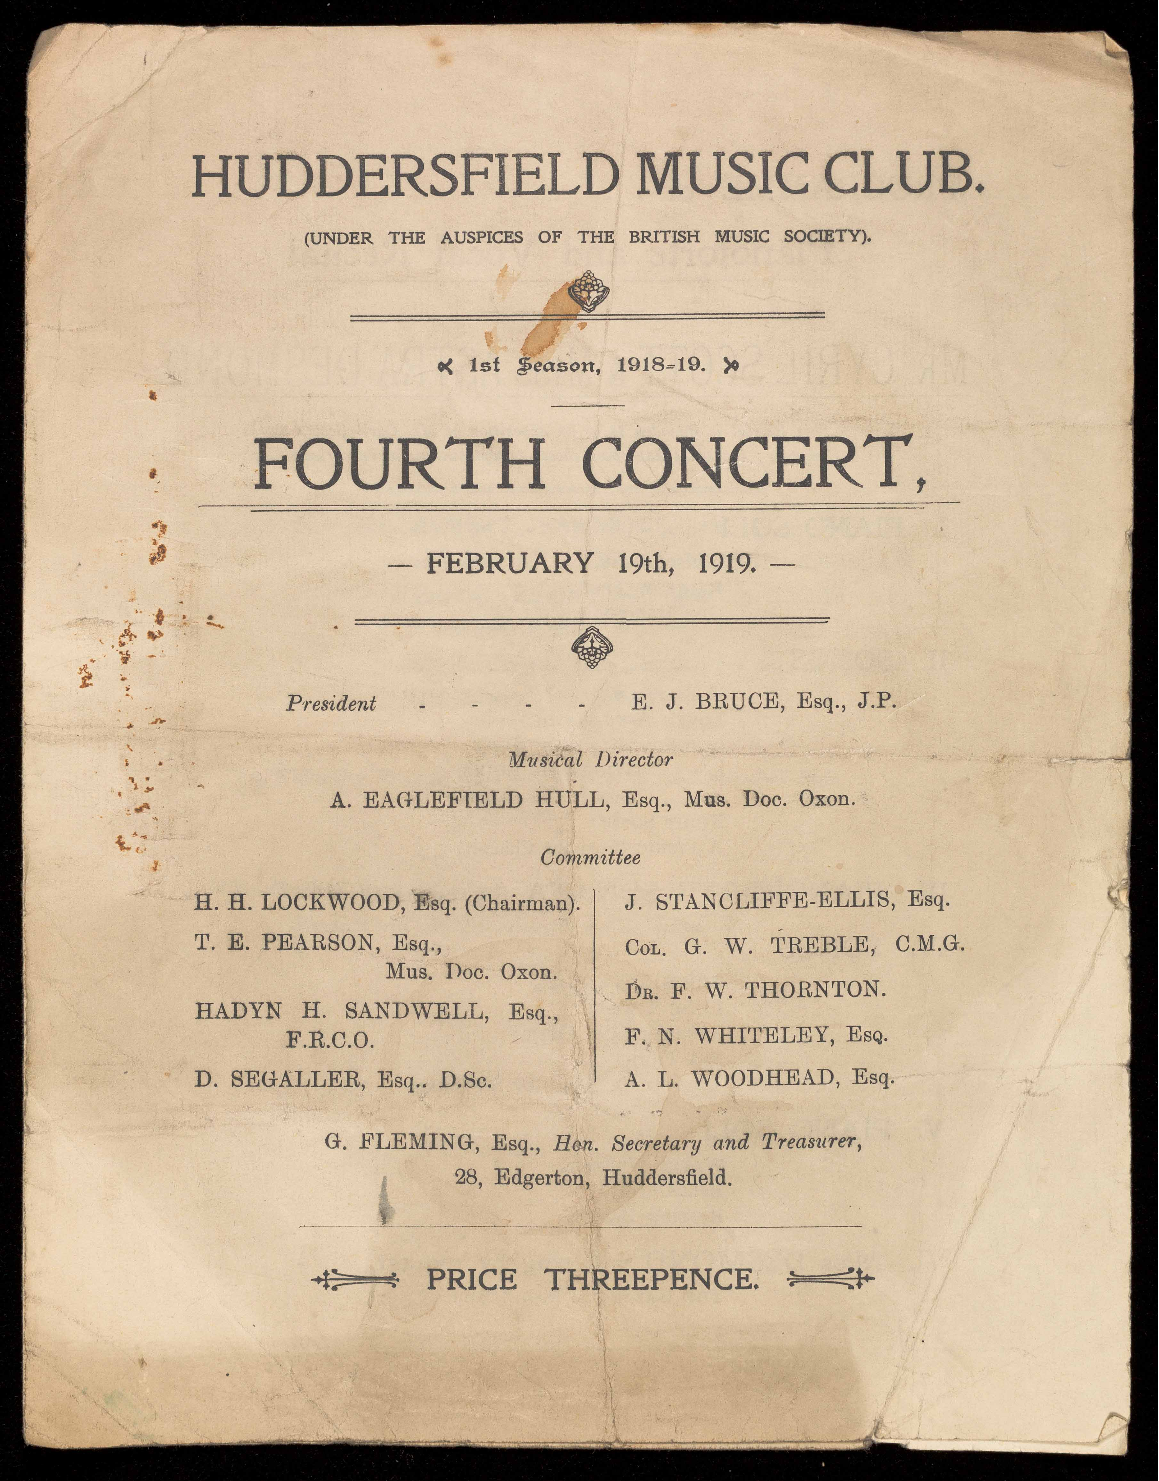 HUDDERSFIELD MUSIC CLUB.
(UNDER THE AUSPICES OF THE BRITISH MUSIC SOCIETY).
1st Season, 1918-19.
FOURTH CONCERT,
— FEBRUARY 19th, 1919. —
President - - - - E. J. BRUCE, Esq., J.P.
Musical Director
A. EAGLEFIELD HULL, Esq., Mus. Doc. Oxon.
Committee
H. H. LOCKWOOD, Esq. (Chairman).
T. E. PEARSON, Esq.,
Mus. Doc. Oxon.
HADYN H. SANDWELL, Esq.,
F.R.C.O.
D. SEGALLER, Esq.. D.Sc.
J. STANCLIFFE-ELLIS, Esq.
COL. G. W. TREBLE, C.M.G.
DR. F. W. THORNTON.
F. N. WHITELEY, ESQ.
A. L. WOODHEAD, Esq.
G. FLEMING, Esq., Hon. Secretary and Treasurer,
28, Edgerton, Huddersfield.
PRICE THREEPENCE.